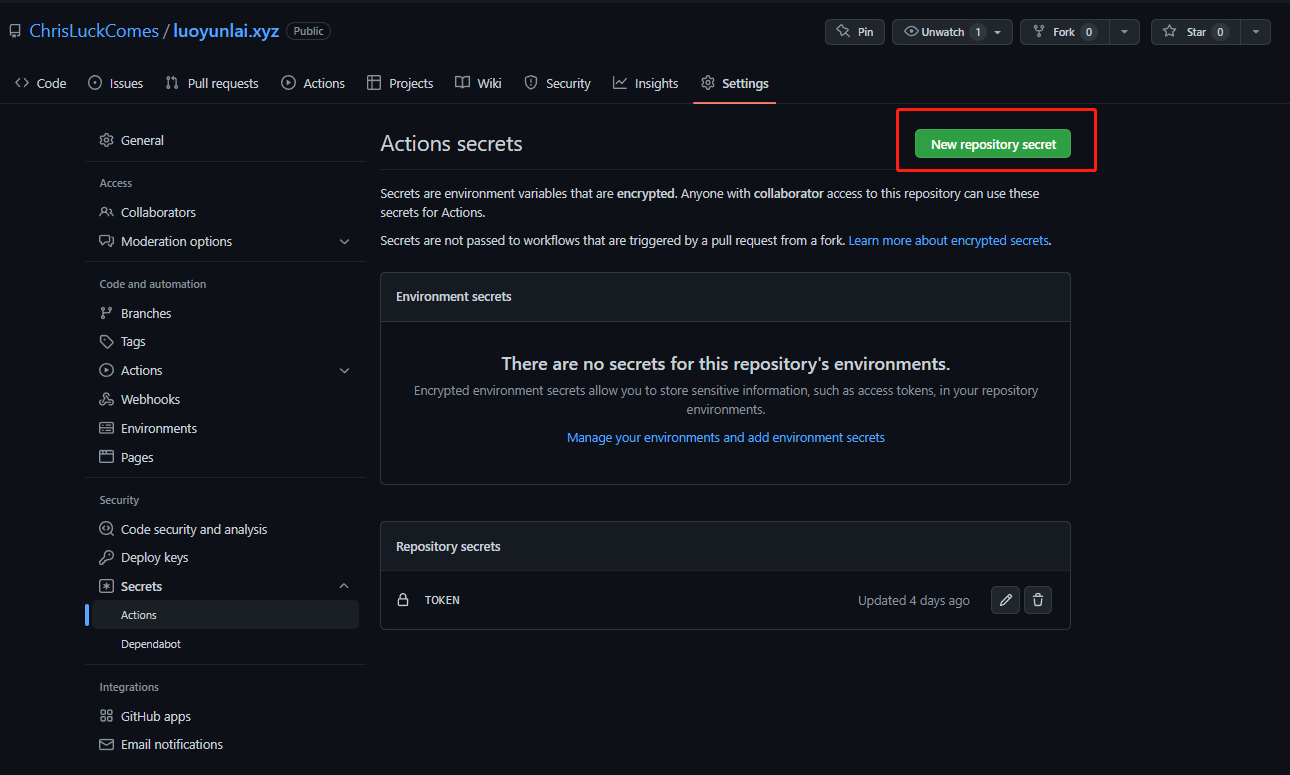 ChrisLuckComes / luoyunlai.xyz Public
Pin
Unwatch 1
Fork 0
Star 0
Code
Issues
Pull requests
Actions
Projects
Wiki
Security
Insights
Settings
General
Access
Collaborators
Moderation options
Code and automation
Branches
Tags
Actions
Webhooks
Environments
Pages
Security
Code security and analysis
Deploy keys
Secrets
Actions
Dependabot
Integrations
GitHub apps
Email notifications
Actions secrets
New repository secret
Secrets are environment variables that are encrypted. Anyone with collaborator access to this repository can use these
secrets for Actions.
Secrets are not passed to workflows that are triggered by a pull request from a fork. Learn more about encrypted secrets.
Environment secrets
There are no secrets for this repository's environments.
Encrypted environment secrets allow you to store sensitive information, such as access tokens, in your repository
environments.
Manage your environments and add environment secrets
Repository secrets
TOKEN
Updated 4 days ago